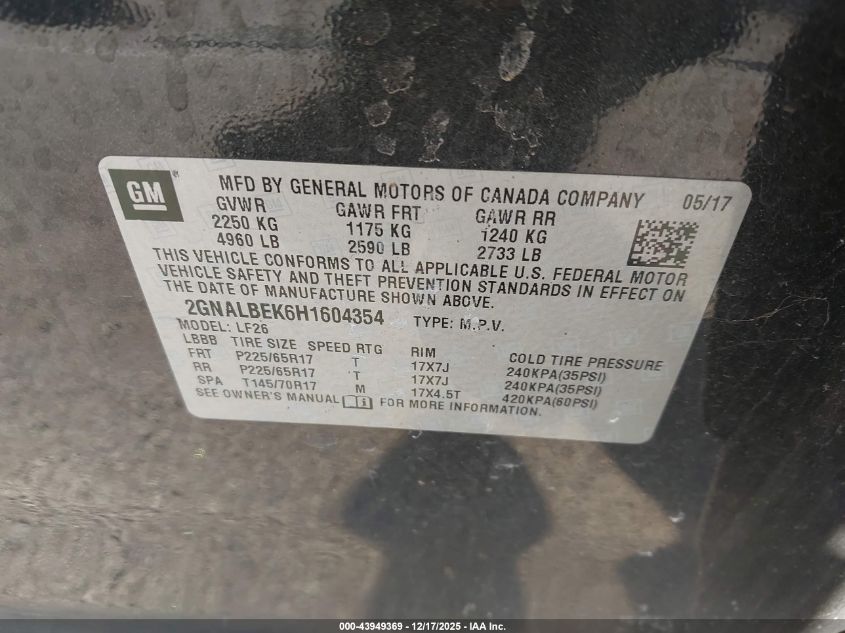 GM
MFD BY GENERAL MOTORS OF CANADA COMPANY 05/17
GVWR GAWR FRT GAWR RR
2250 KG 1175 KG 1240 KG
4960 LB 2590 LB 2733 LB
THIS VEHICLE CONFORMS TO ALL APPLICABLE U.S. FEDERAL MOTOR
VEHICLE SAFETY AND THEFT PREVENTION STANDARDS IN EFFECT ON
THE DATE OF MANUFACTURE SHOWN ABOVE.
2GNALBEK6H1604354 TYPE: M.P.V.
MODEL: LF26
LBBB TIRE SIZE SPEED RTG RIM COLD TIRE PRESSURE
FRT P225/65R17 T 17X7J 240KPA(35PSI)
RR P225/65R17 T 17X7J 240KPA(35PSI)
SPA T145/70R17 M 17X4.5T 420KPA(60PSI)
SEE OWNER'S MANUAL FOR MORE INFORMATION.
000-43949369 - 12/17/2025 - IAA Inc.